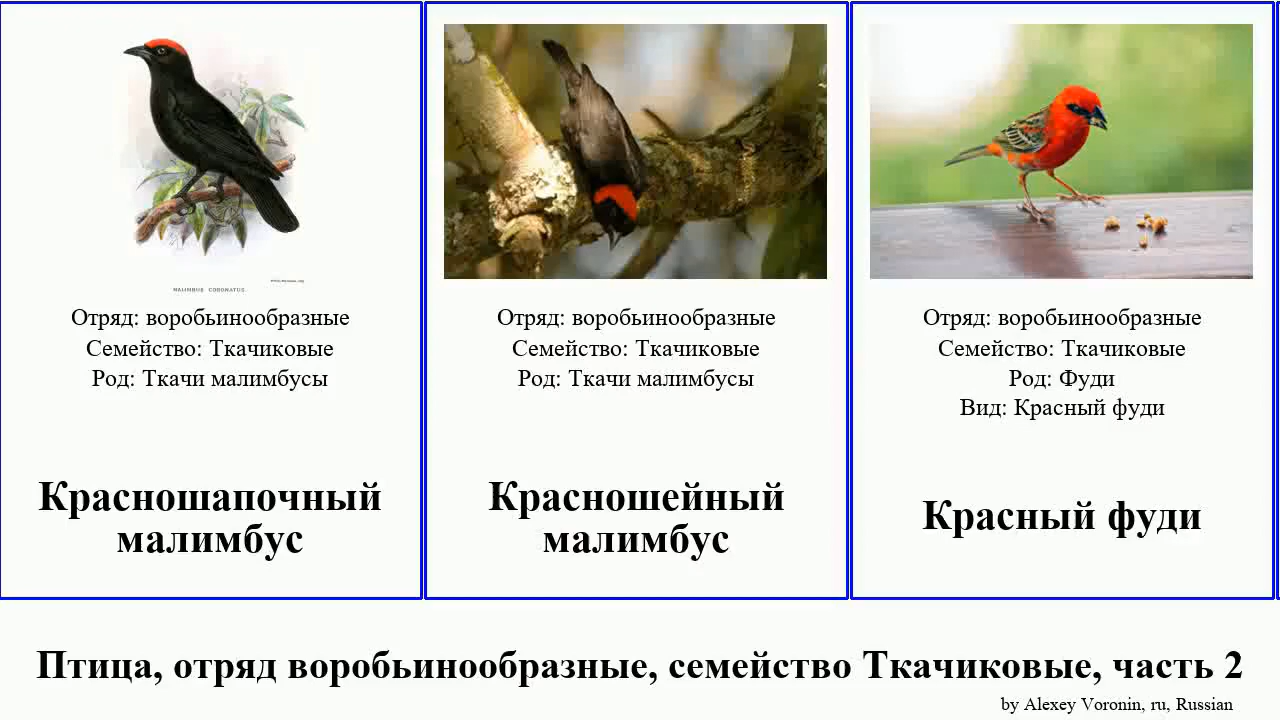 MALIMBUS CORONATUS.
Отряд: воробьинообразные
Семейство: Ткачиковые
Род: Ткачи малимбусы
Красношапочный
малимбус
Отряд: воробьинообразные
Семейство: Ткачиковые
Род: Ткачи малимбусы
Красношейный
малимбус
Отряд: воробьинообразные
Семейство: Ткачиковые
Род: Фуди
Вид: Красный фуди
Красный фуди
Птица, отряд воробьинообразные, семейство Ткачиковые, часть 2
by Alexey Voronin, ru, Russian